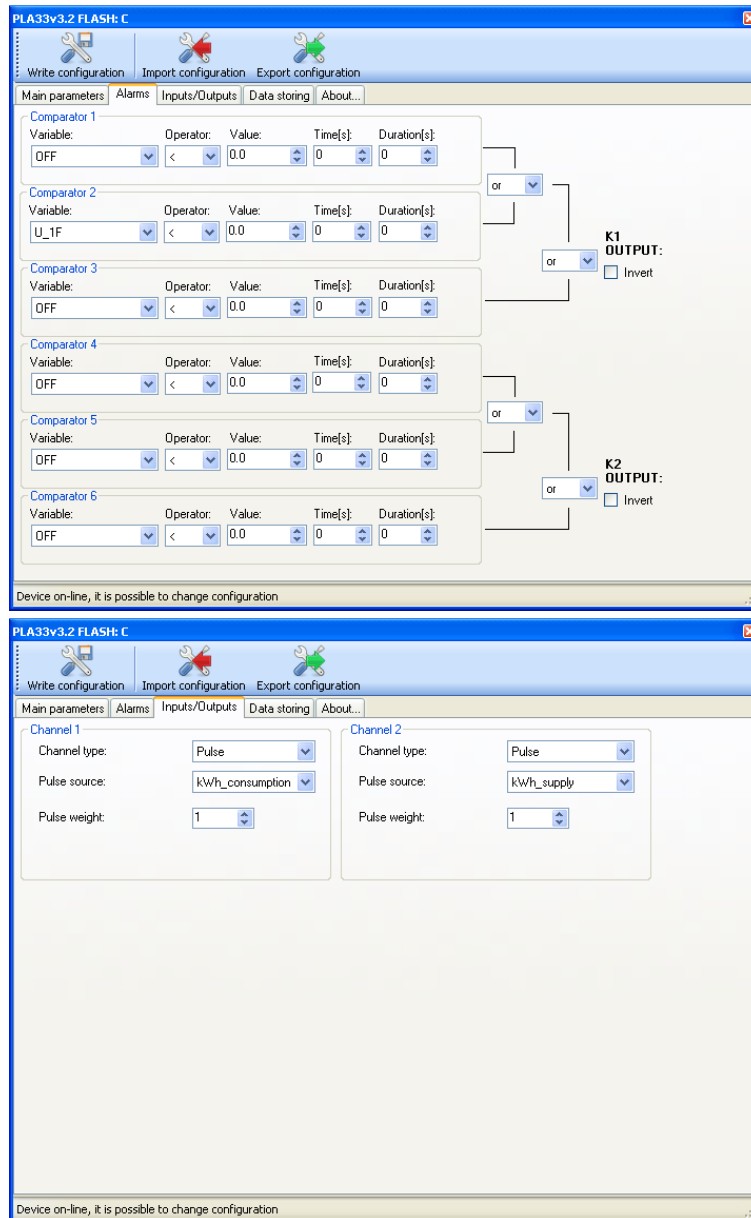 PLA33v3.2 FLASH: C
Write configuration Import configuration Export configuration
Main parameters Alarms Inputs/Outputs Data storing About...
Comparator 1
Variable: Operator: Value: Time[s]: Duration[s]:
OFF < 0.0 0 0
or
Comparator 2
Variable: Operator: Value: Time[s]: Duration[s]:
U_1F < 0.0 0 0
K1
OUTPUT:
or
Invert
Comparator 3
Variable: Operator: Value: Time[s]: Duration[s]:
OFF < 0.0 0 0
Comparator 4
Variable: Operator: Value: Time[s]: Duration[s]:
OFF < 0.0 0 0
or
Comparator 5
Variable: Operator: Value: Time[s]: Duration[s]:
OFF < 0.0 0 0
K2
OUTPUT:
or
Invert
Comparator 6
Variable: Operator: Value: Time[s]: Duration[s]:
OFF < 0.0 0 0
Device on-line, it is possible to change configuration
PLA33v3.2 FLASH: C
Write configuration Import configuration Export configuration
Main parameters Alarms Inputs/Outputs Data storing About...
Channel 1 Channel 2
Channel type: Pulse Channel type: Pulse
Pulse source: kWh_consumption Pulse source: kWh_supply
Pulse weight: 1 Pulse weight: 1
Device on-line, it is possible to change configuration